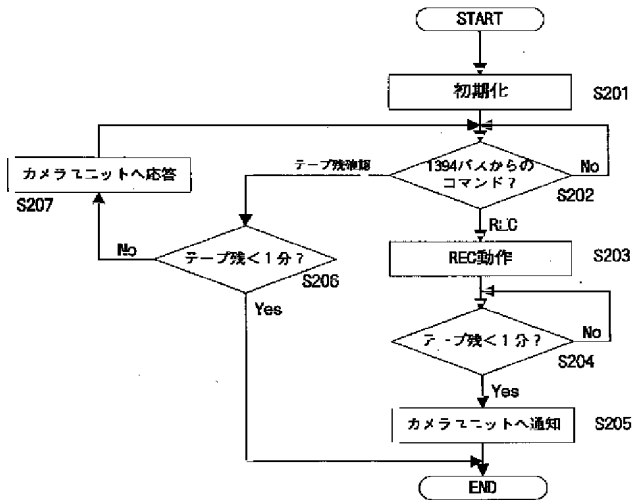 START
初期化
S201
テープ残確認
1394バスからの
コマンド？
No
S202
カメラユニットへ応答
S207
REC
REC動作
S203
No
テープ残＜1分？
S206
Yes
テープ残＜1分？
No
S204
Yes
カメラユニットへ通知
S205
END